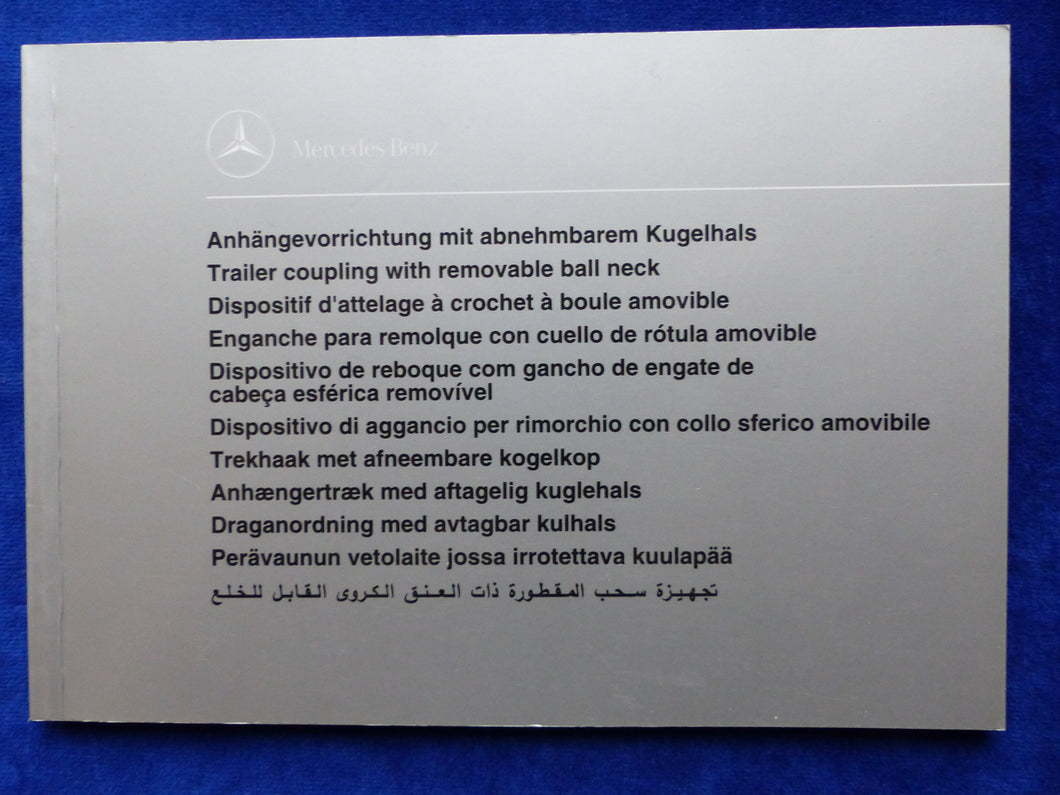 Mercedes-Benz
Anhängevorrichtung mit abnehmbarem Kugelhals
Trailer coupling with removable ball neck
Dispositif d'attelage à crochet à boule amovible
Enganche para remolque con cuello de rótula amovible
Dispositivo de reboque com gancho de engate de
cabeça esférica removível
Dispositivo di aggancio per rimorchio con collo sferico amovibile
Trekhaak met afneembare kogelkop
Anhængertræk med aftagelig kuglehals
Draganordning med avtagbar kulhals
Perävaunun vetolaite jossa irrotettava kuulapää
تجهيزة سحب المقطورة ذات العنق الكروى القابل للخلع